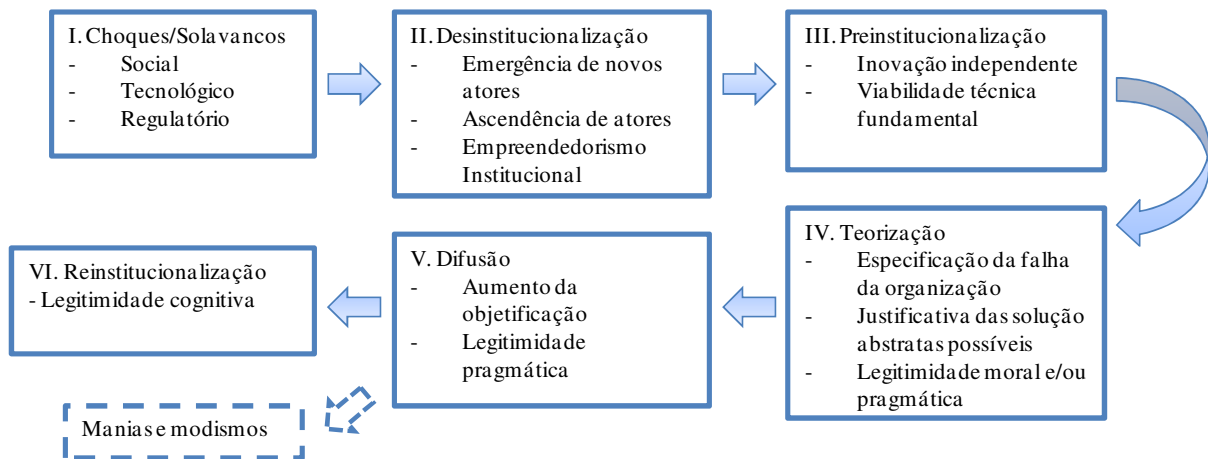 I. Choques/Solavancos
- Social
- Tecnológico
- Regulatório
II. Desinstitucionalização
- Emergência de novos
atores
- Ascendência de atores
- Empreendedorismo
Institucional
III. Preinstitucionalização
- Inovação independente
- Viabilidade técnica
fundamental
IV. Teorização
- Especificação da falha
da organização
- Justificativa das solução
abstratas possíveis
- Legitimidade moral e/ou
pragmática
V. Difusão
- Aumento da
objetificação
- Legitimidade
pragmática
VI. Reinstitucionalização
- Legitimidade cognitiva
Manias e modismos